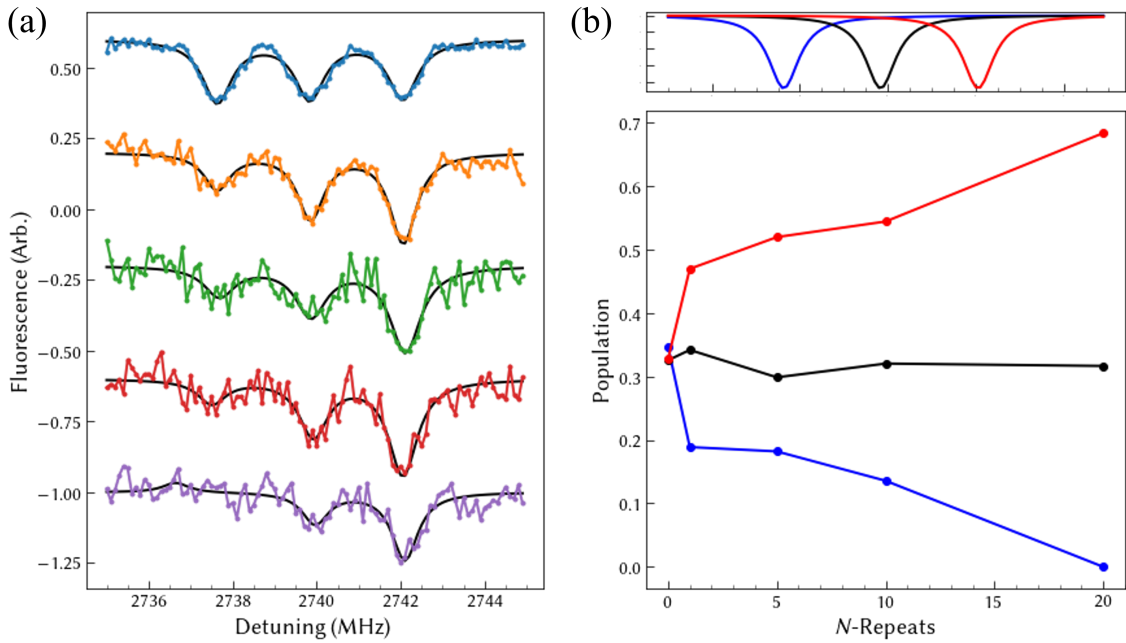 (a)
(b)
Fluorescence (Arb.)
0.50
0.25
0.00
−0.25
−0.50
−0.75
−1.00
−1.25
2736 2738 2740 2742 2744
Detuning (MHz)
Population
0.7
0.6
0.5
0.4
0.3
0.2
0.1
0.0
0 5 10 15 20
N-Repeats